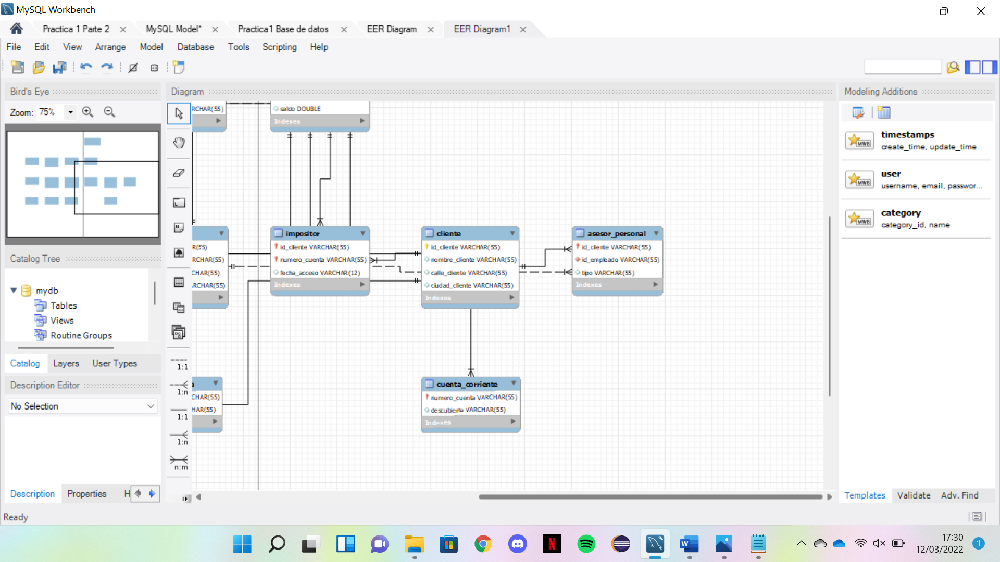 MySQL Workbench
Practica 1 Parte 2
MySQL Model*
Practica1 Base de datos
EER Diagram
EER Diagram1
File Edit View Arrange Model Database Tools Scripting Help
Bird's Eye
Zoom: 75%
Catalog Tree
mydb
Tables
Views
Routine Groups
Catalog Layers User Types
Description Editor
No Selection
Description Properties H
Ready
Diagram
1:1
1:n
1:1
1:n
n:m
RCHAR(55)
saldo DOUBLE
Indexes
R(55)
RCHAR(55)
CHAR(55)
RCHAR(55)
impositor
id_cliente VARCHAR(55)
numero_cuenta VARCHAR(55)
fecha_acceso VARCHAR(12)
Indexes
cliente
id_cliente VARCHAR(55)
nombre_cliente VARCHAR(55)
calle_cliente VARCHAR(55)
ciudad_cliente VARCHAR(55)
Indexes
asesor_personal
id_cliente VARCHAR(55)
id_empleado VARCHAR(55)
tipo VARCHAR(55)
Indexes
a
CHAR(55)
HAR(55)
cuenta_corriente
numero_cuenta VARCHAR(55)
descubierto VARCHAR(55)
Indexes
Modeling Additions
MWB
timestamps
create_time, update_time
MWB
user
username, email, passwor...
MWB
category
category_id, name
Templates Validate Adv. Find
17:30
12/03/2022
1